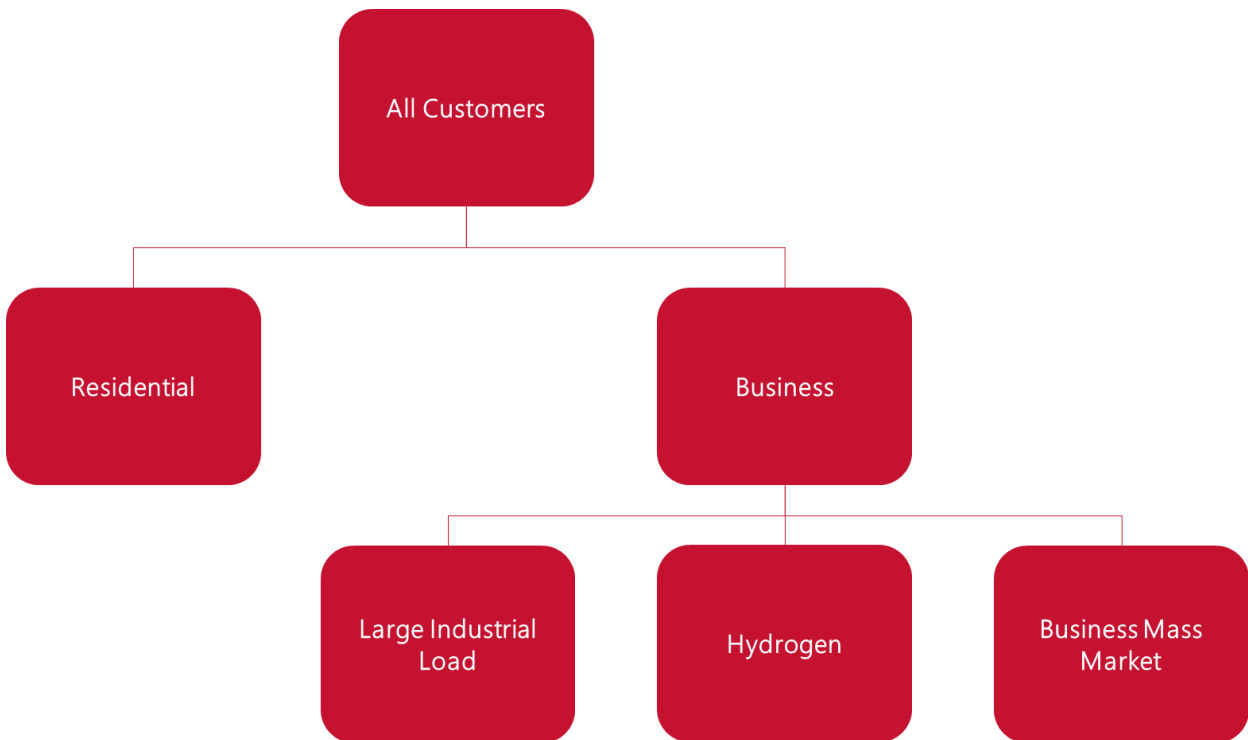 All Customers
Residential
Business
Large Industrial
Load
Hydrogen
Business Mass
Market